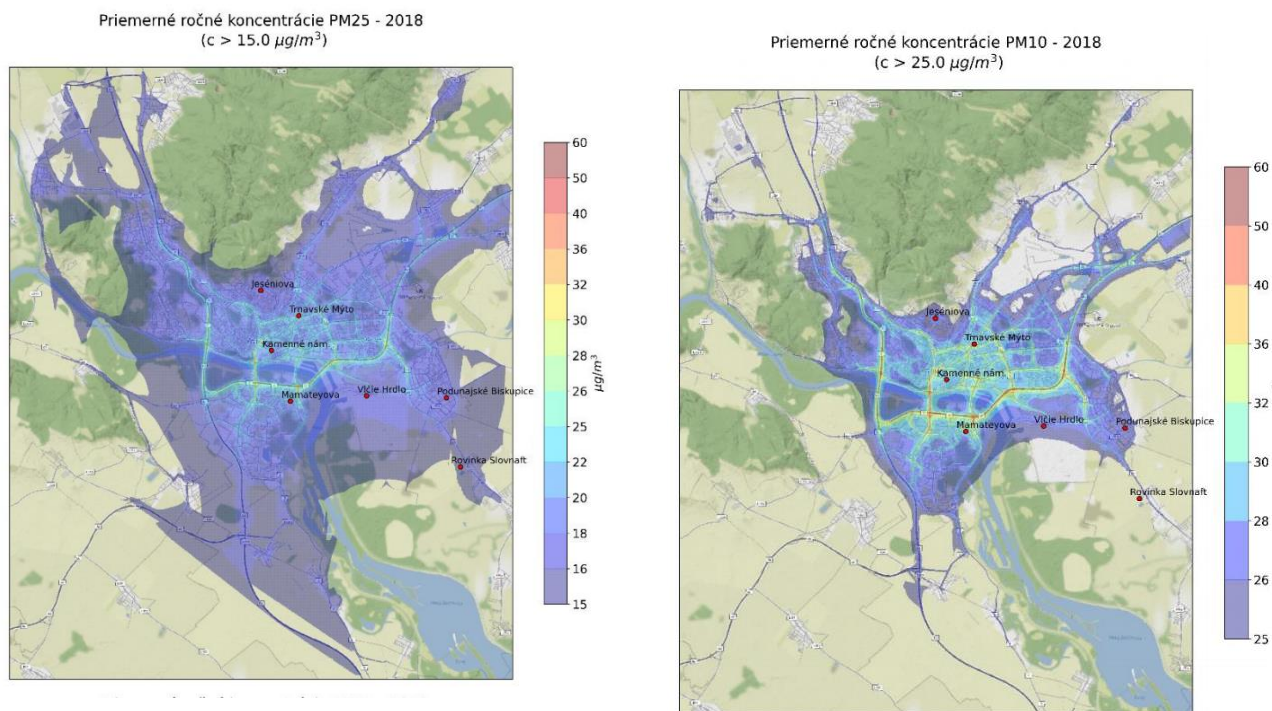 Priemerné ročné koncentrácie PM25 - 2018
(c > 15.0 μg/m³)
Jeséniova
Trnavské Mýto
Kamenné nám.
Mamateyova
Vlčie Hrdlo
Podunajské Biskupice
Rovinka Slovnaft
60
50
40
36
32
30
28
26
24
22
20
18
16
15
μg/m³
Priemerné ročné koncentrácie PM10 - 2018
(c > 25.0 μg/m³)
Jeséniova
Trnavské Mýto
Kamenné nám.
Mamateyova
Vlčie Hrdlo
Podunajské Biskupice
Rovinka Slovnaft
60
50
40
36
32
30
28
26
25